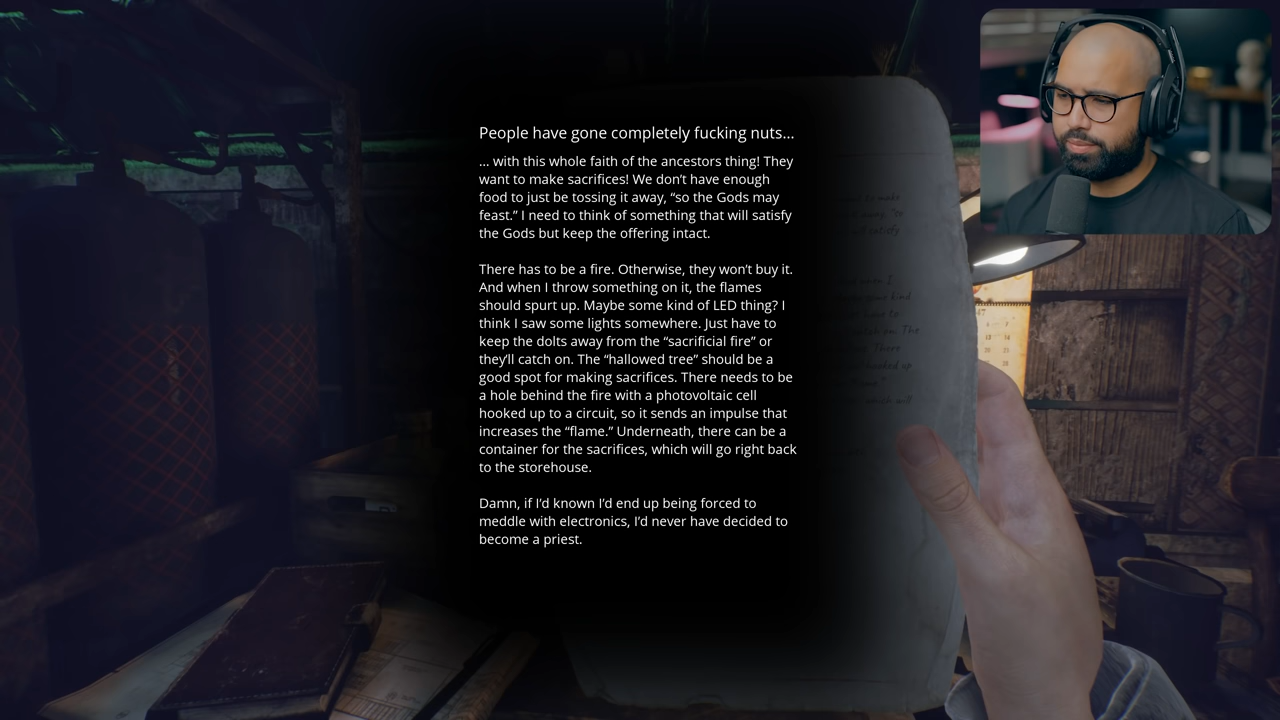 People have gone completely fucking nuts...
... with this whole faith of the ancestors thing! They
want to make sacrifices! We don’t have enough
food to just be tossing it away, “so the Gods may
feast.” I need to think of something that will satisfy
the Gods but keep the offering intact.
There has to be a fire. Otherwise, they won’t buy it.
And when I throw something on it, the flames
should spurt up. Maybe some kind of LED thing? I
think I saw some lights somewhere. Just have to
keep the dolts away from the “sacrificial fire” or
they’ll catch on. The “hallowed tree” should be a
good spot for making sacrifices. There needs to be
a hole behind the fire with a photovoltaic cell
hooked up to a circuit, so it sends an impulse that
increases the “flame.” Underneath, there can be a
container for the sacrifices, which will go right back
to the storehouse.
Damn, if I’d known I’d end up being forced to
meddle with electronics, I’d never have decided to
become a priest.